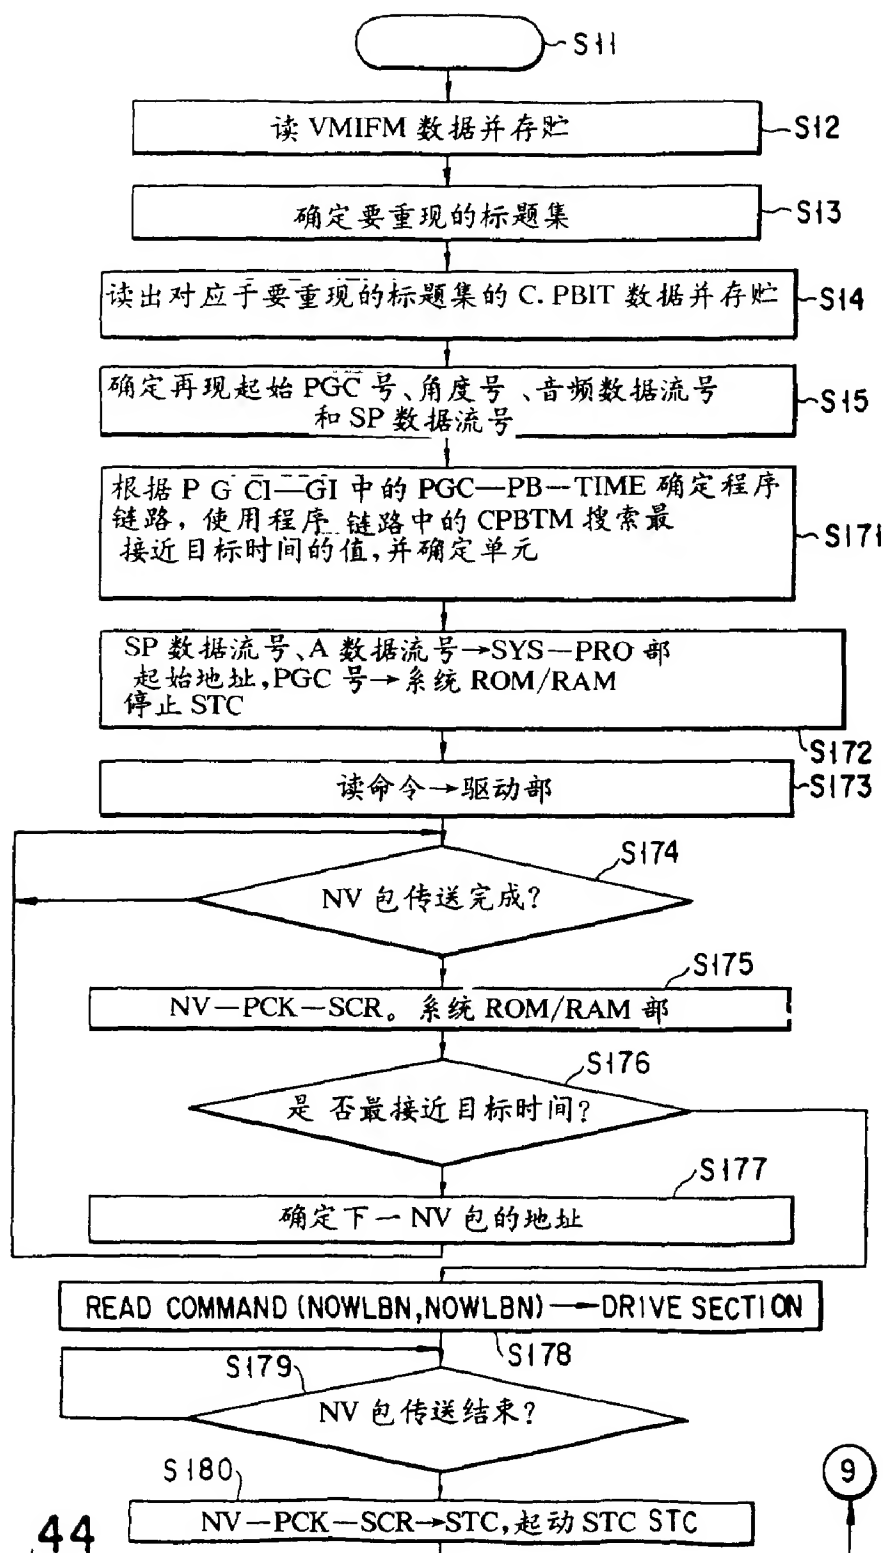 S11
读 VMIFM 数据并存贮
S12
确定要重现的标题集
S13
读出对应于要重现的标题集的 C. PBIT 数据并存贮
S14
确定再现起始 PGC 号、角度号、音频数据流号
和 SP 数据流号
S15
根据 P G CI—GI 中的 PGC—PB—TIME 确定程序
链路, 使用程序 链路中的 CPBTM 搜索最
接近目标时间的值,并确定单元
S171
SP 数据流号、A 数据流号→SYS—PRO 部
起始地址,PGC 号→系统 ROM/RAM
停止 STC
S172
读命令→驱动部
S173
S174
NV 包传送完成?
S175
NV—PCK—SCR。系统 ROM/RAM 部
S176
是 否最接近目标时间?
S177
确定下一 NV 包的地址
READ COMMAND (NOWLBN,NOWLBN)→DRIVE SECTION
S178
S179
NV 包传送结束?
S180
NV—PCK—SCR→STC,起动 STC STC
9
44